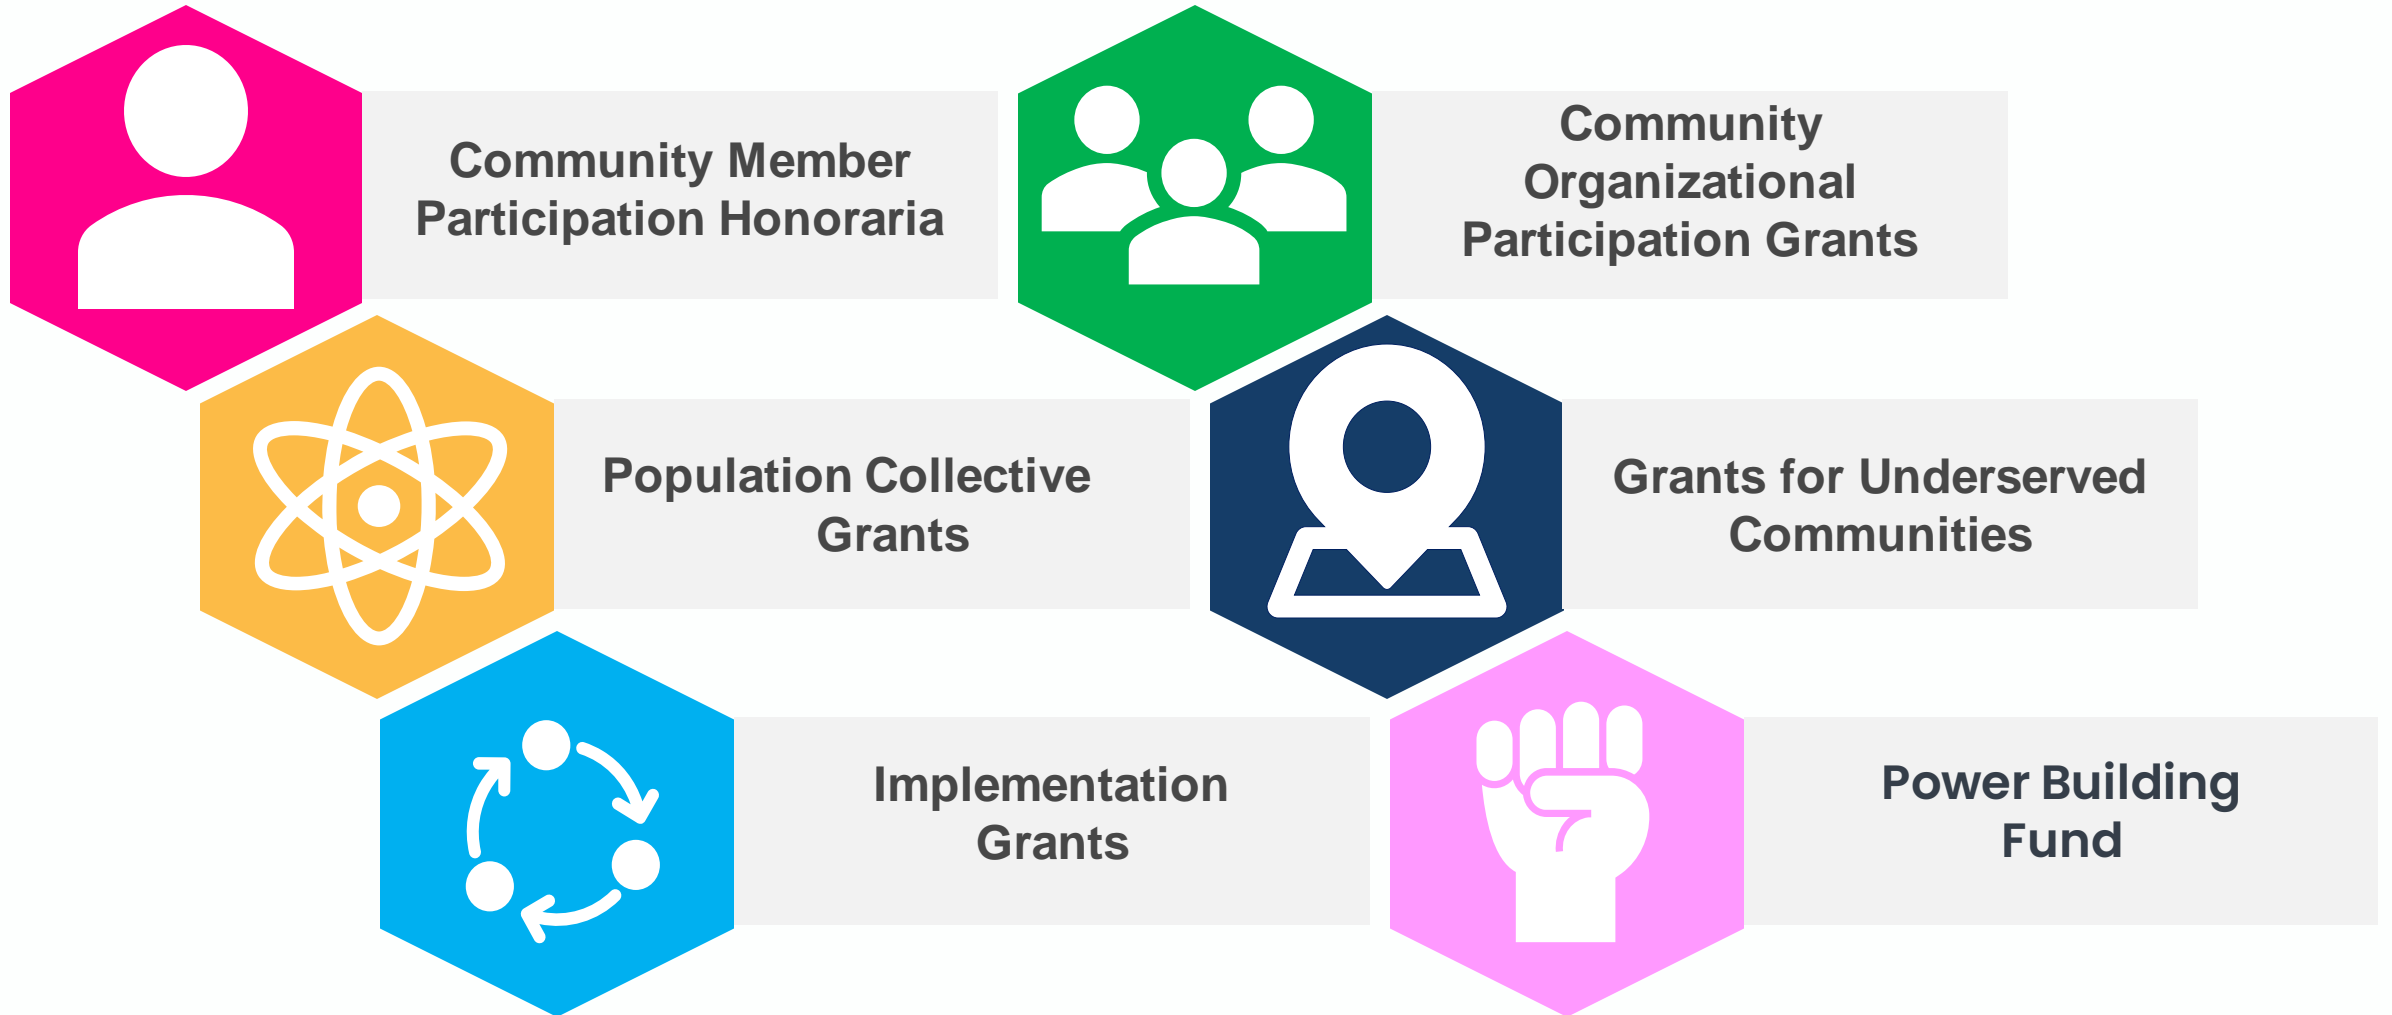 Community Member
Participation Honoraria
Community
Organizational
Participation Grants
Population Collective
Grants
Grants for Underserved
Communities
Implementation
Grants
Power Building
Fund